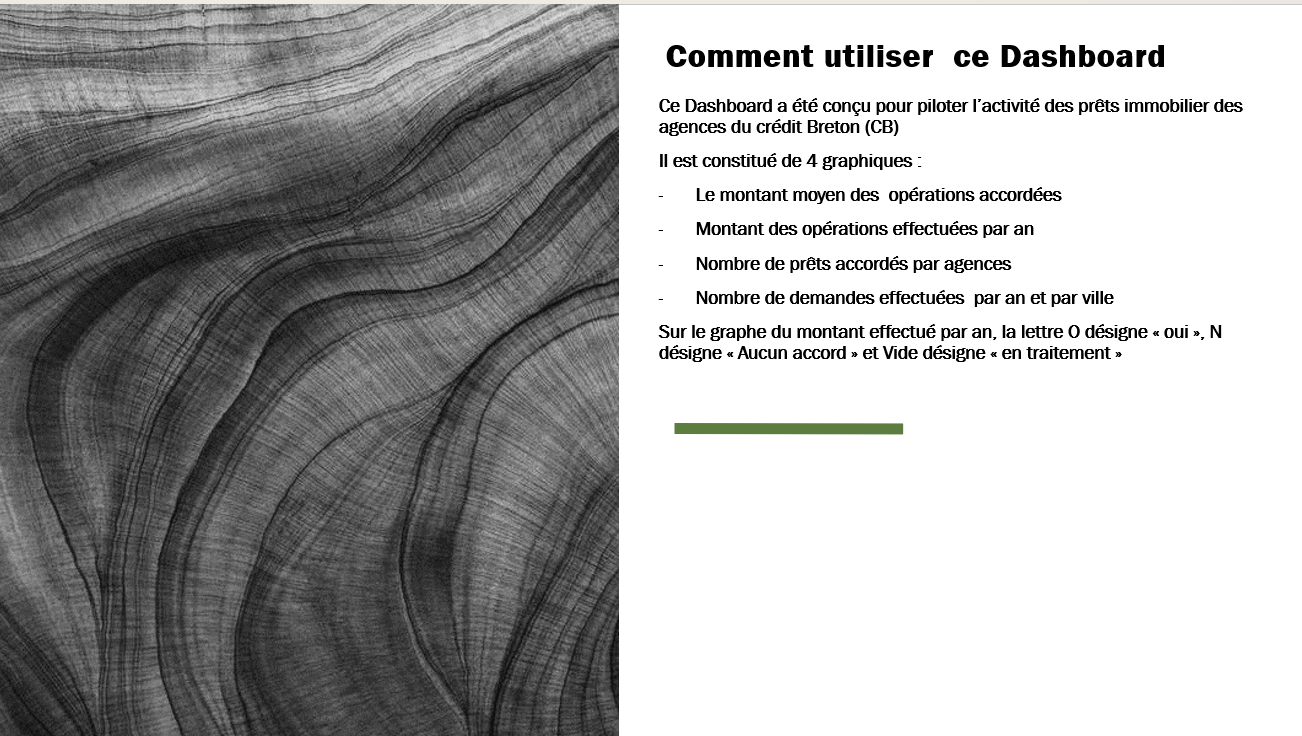 Comment utiliser  ce Dashboard
Ce Dashboard a été conçu pour piloter l’activité des prêts immobilier des
agences du crédit Breton (CB)
Il est constitué de 4 graphiques :
- Le montant moyen des  opérations accordées
- Montant des opérations effectuées par an
- Nombre de prêts accordés par agences
- Nombre de demandes effectuées  par an et par ville
Sur le graphe du montant effectué par an, la lettre O désigne « oui », N
désigne « Aucun accord » et Vide désigne « en traitement »